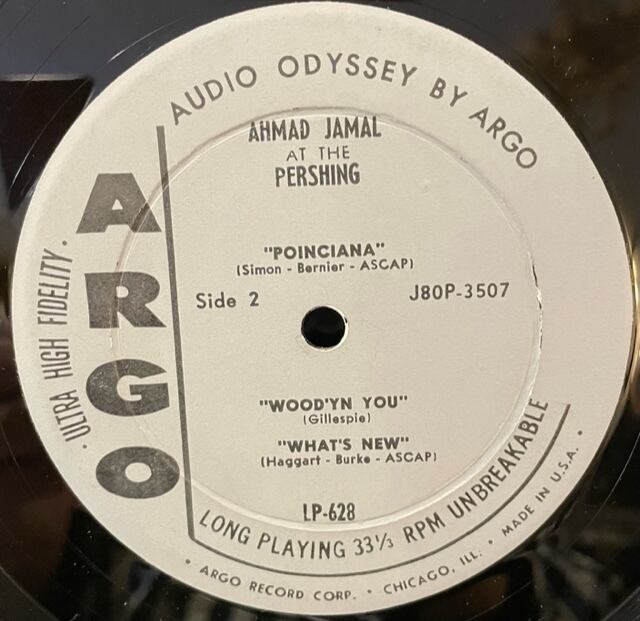 AUDIO ODYSSEY BY ARGO
AHMAD JAMAL
AT THE
PERSHING
ARGO
· ULTRA HIGH FIDELITY ·
"POINCIANA"
(Simon - Bernier - ASCAP)
Side 2
J80P-3507
"WOOD'YN YOU"
(Gillespie)
"WHAT'S NEW"
(Haggart - Burke - ASCAP)
LP-628
LONG PLAYING 33⅓ RPM UNBREAKABLE
• ARGO RECORD CORP. • CHICAGO, ILL. • MADE IN U.S.A. •